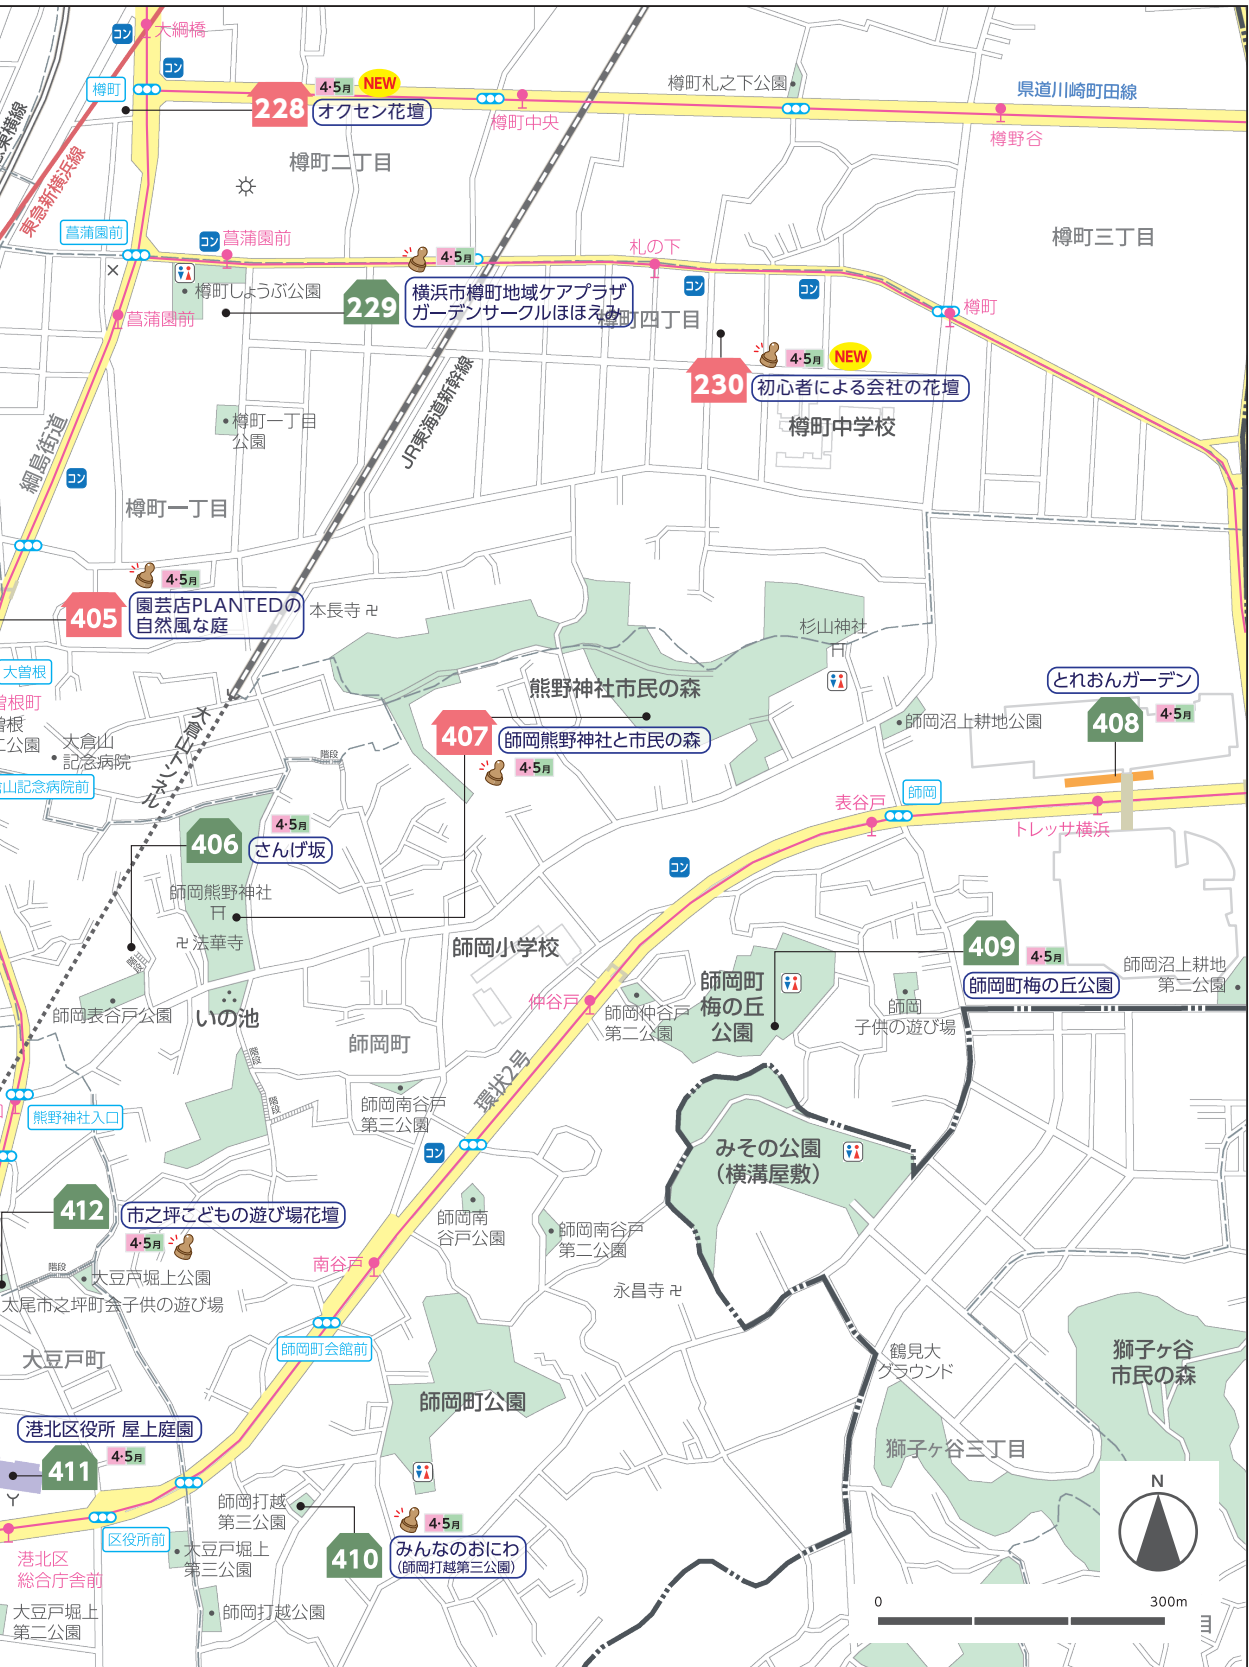 コン
大綱橋
コン
樽町
4·5月
NEW
228
オクセン花壇
樽町中央
樽町札之下公園
県道川崎町田線
樽野谷
東急新横浜線
樽町二丁目
菖蒲園前
コン
菖蒲園前
樽町しょうぶ公園
菖蒲園前
4·5月
229
横浜市樽町地域ケアプラザ
ガーデンサークルほほえみ
札の下
コン
コン
樽町三丁目
樽町
樽町四丁目
230
4·5月
NEW
初心者による会社の花壇
樽町中学校
JR東海道新幹線
樽町一丁目
公園
綱島街道
コン
樽町一丁目
4·5月
405
園芸店PLANTEDの
自然風な庭
本長寺
杉山神社
大曽根
大倉山
記念病院
大倉山トンネル
階段
熊野神社市民の森
407
師岡熊野神社と市民の森
4·5月
師岡沼上耕地公園
とれおんガーデン
408
4·5月
師岡
表谷戸
トレッサ横浜
コン
406
4·5月
さんげ坂
師岡熊野神社
法華寺
階段
師岡表谷戸公園
いの池
師岡小学校
仲谷戸
師岡仲谷戸
第二公園
師岡町
梅の丘
公園
409
4·5月
師岡町梅の丘公園
師岡
子供の遊び場
師岡沼上耕地
第一公園
師岡町
環状2号
階段
階段
師岡南谷戸
第三公園
コン
熊野神社入口
みその公園
（横溝屋敷）
412
市之坪こどもの遊び場花壇
4·5月
階段
大豆戸堀上公園
太尾市之坪町会子供の遊び場
師岡南
谷戸公園
師岡南谷戸
第二公園
南谷戸
永昌寺
師岡町会館前
大豆戸町
師岡町公園
鶴見大
グラウンド
獅子ヶ谷
市民の森
獅子ヶ谷三丁目
港北区役所 屋上庭園
411
4·5月
区役所前
港北区
総合庁舎前
師岡打越
第三公園
410
4·5月
みんなのおにわ
（師岡打越第三公園）
大豆戸堀上
第三公園
大豆戸堀上
第二公園
師岡打越公園
N
0
300m